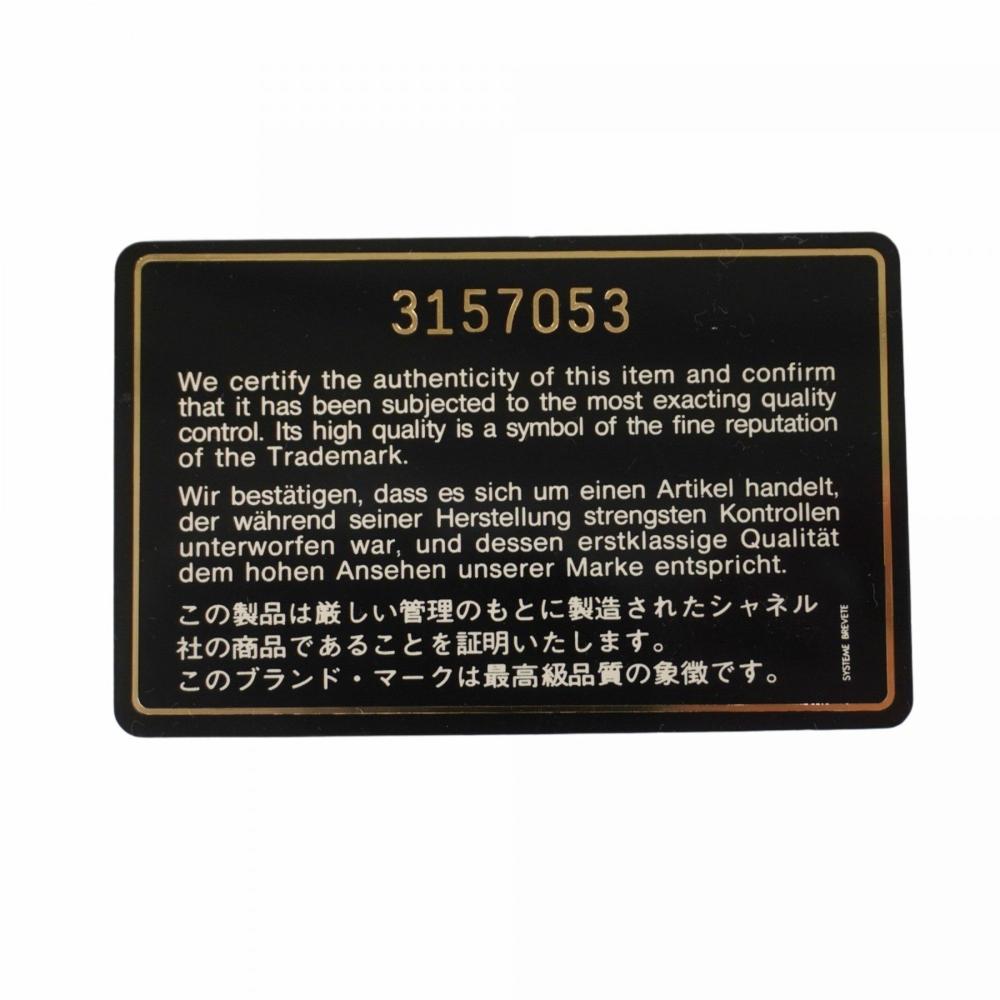 3157053
We certify the authenticity of this item and confirm
that it has been subjected to the most exacting quality
control. Its high quality is a symbol of the fine reputation
of the Trademark.
Wir bestätigen, dass es sich um einen Artikel handelt,
der während seiner Herstellung strengsten Kontrollen
unterworfen war, und dessen erstklassige Qualität
dem hohen Ansehen unserer Marke entspricht.
この製品は厳しい管理のもとに製造されたシャネル
社の商品であることを証明いたします。
このブランド・マークは最高級品質の象徴です。
SYSTEME BREVETE